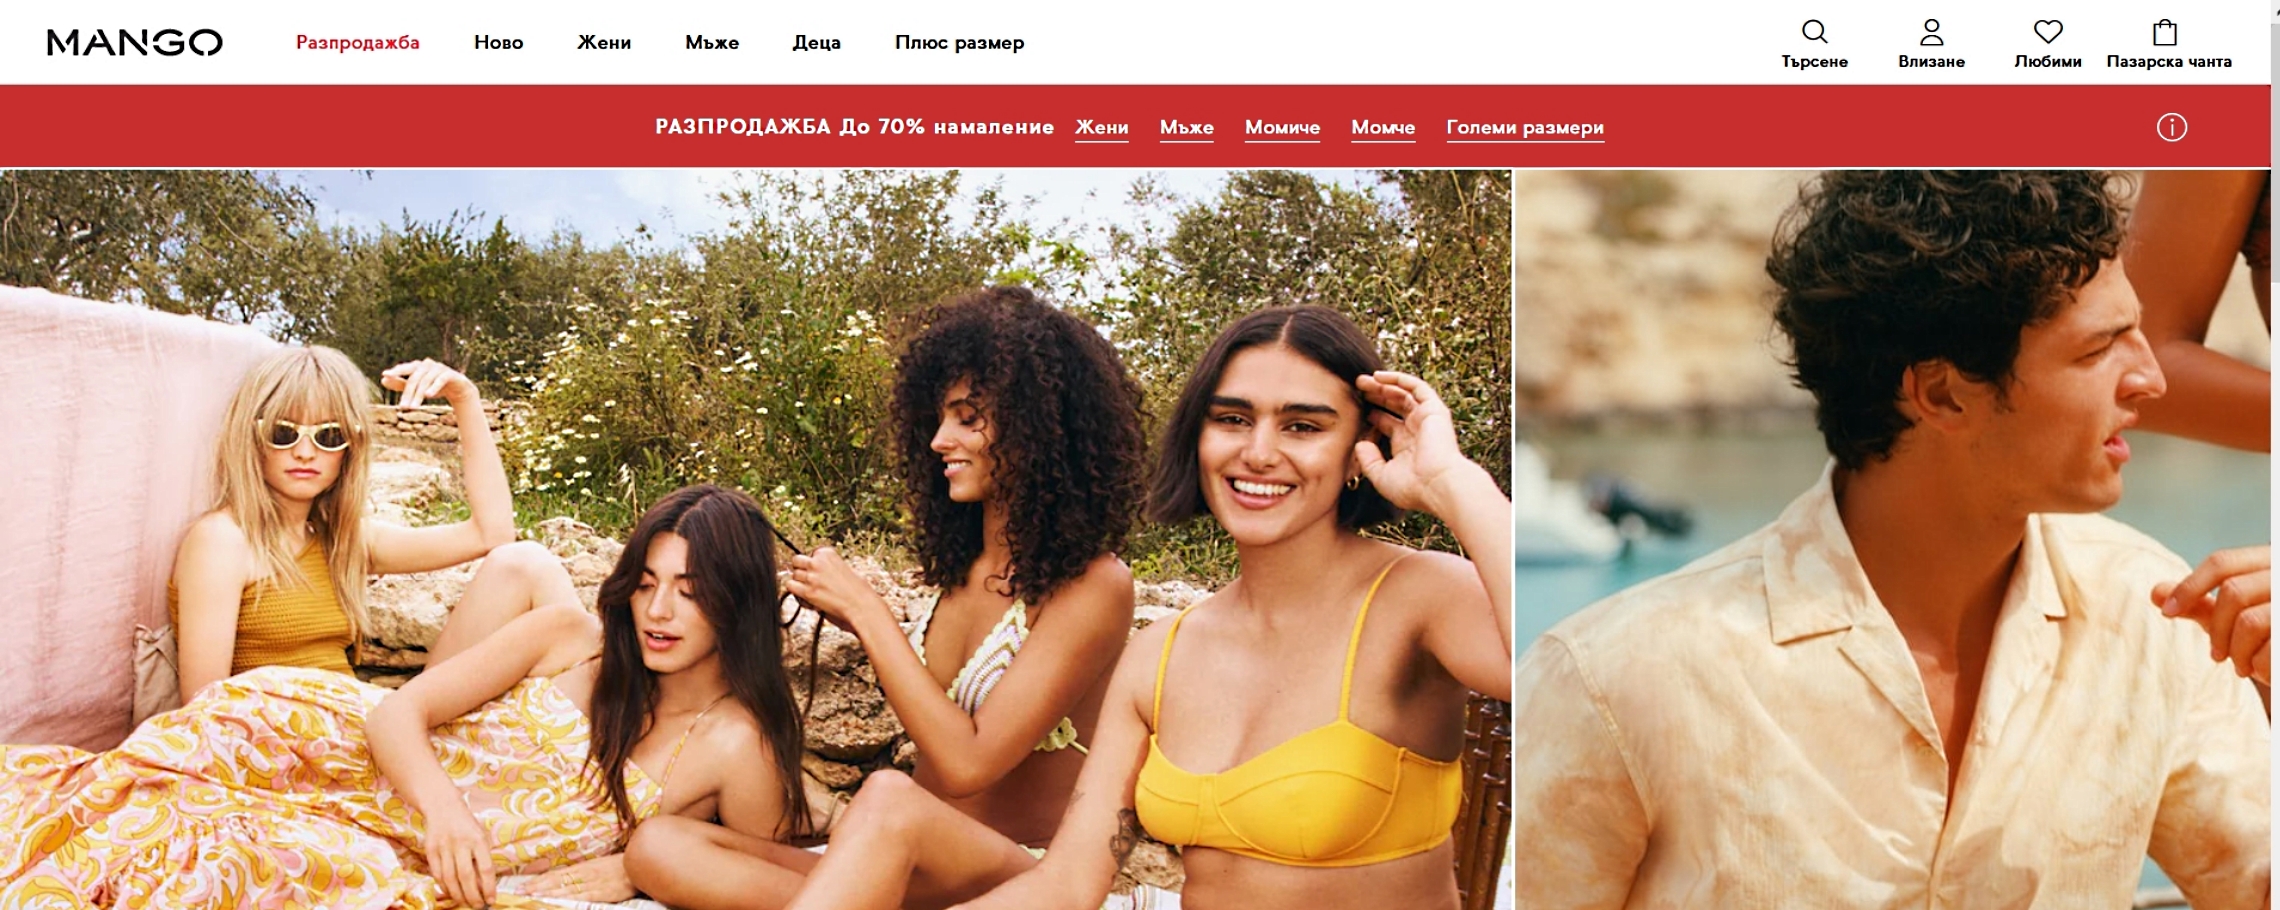 MANGO Разпродажба Ново Жени Мъже Деца Плюс размер
Търсене Влизане Любими Пазарска чанта
РАЗПРОДАЖБА До 70% намаление Жени Мъже Момиче Момче Големи размери